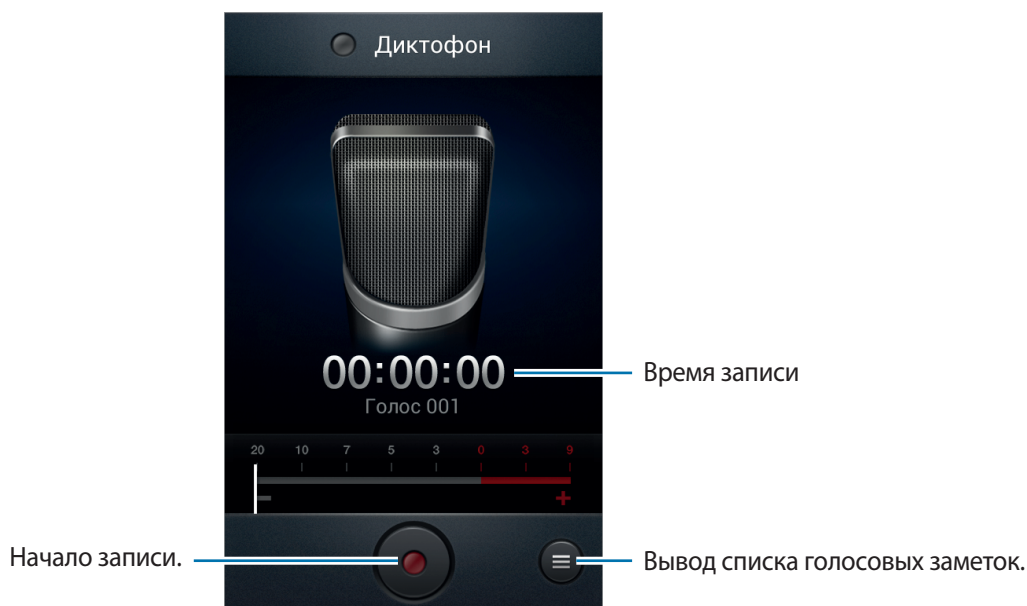 Диктофон
00:00:00
Время записи
Голос 001
20 10 7 5 3 0 3 9
− +
Начало записи.
Вывод списка голосовых заметок.